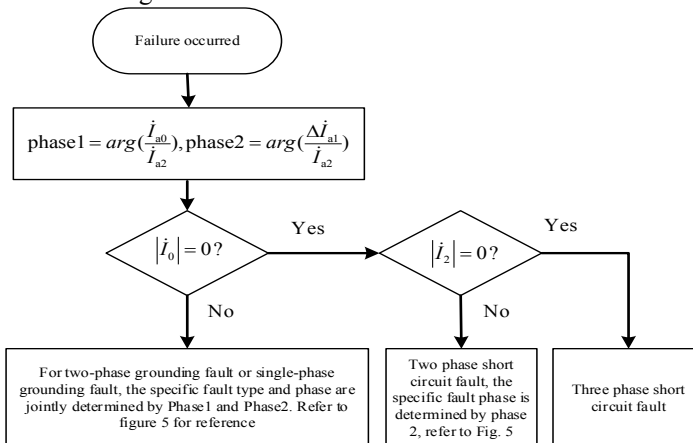 Failure occurred
phase1 = arg(İa0/İa2), phase2 = arg(Δİa1/İa2)
|İ0| = 0?
Yes
|İ2| = 0?
Yes
No
No
For two-phase grounding fault or single-phase
grounding fault, the specific fault type and phase are
jointly determined by Phase1 and Phase2. Refer to
figure 5 for reference
Two phase short
circuit fault, the
specific fault phase is
determined by phase
2, refer to Fig. 5
Three phase short
circuit fault